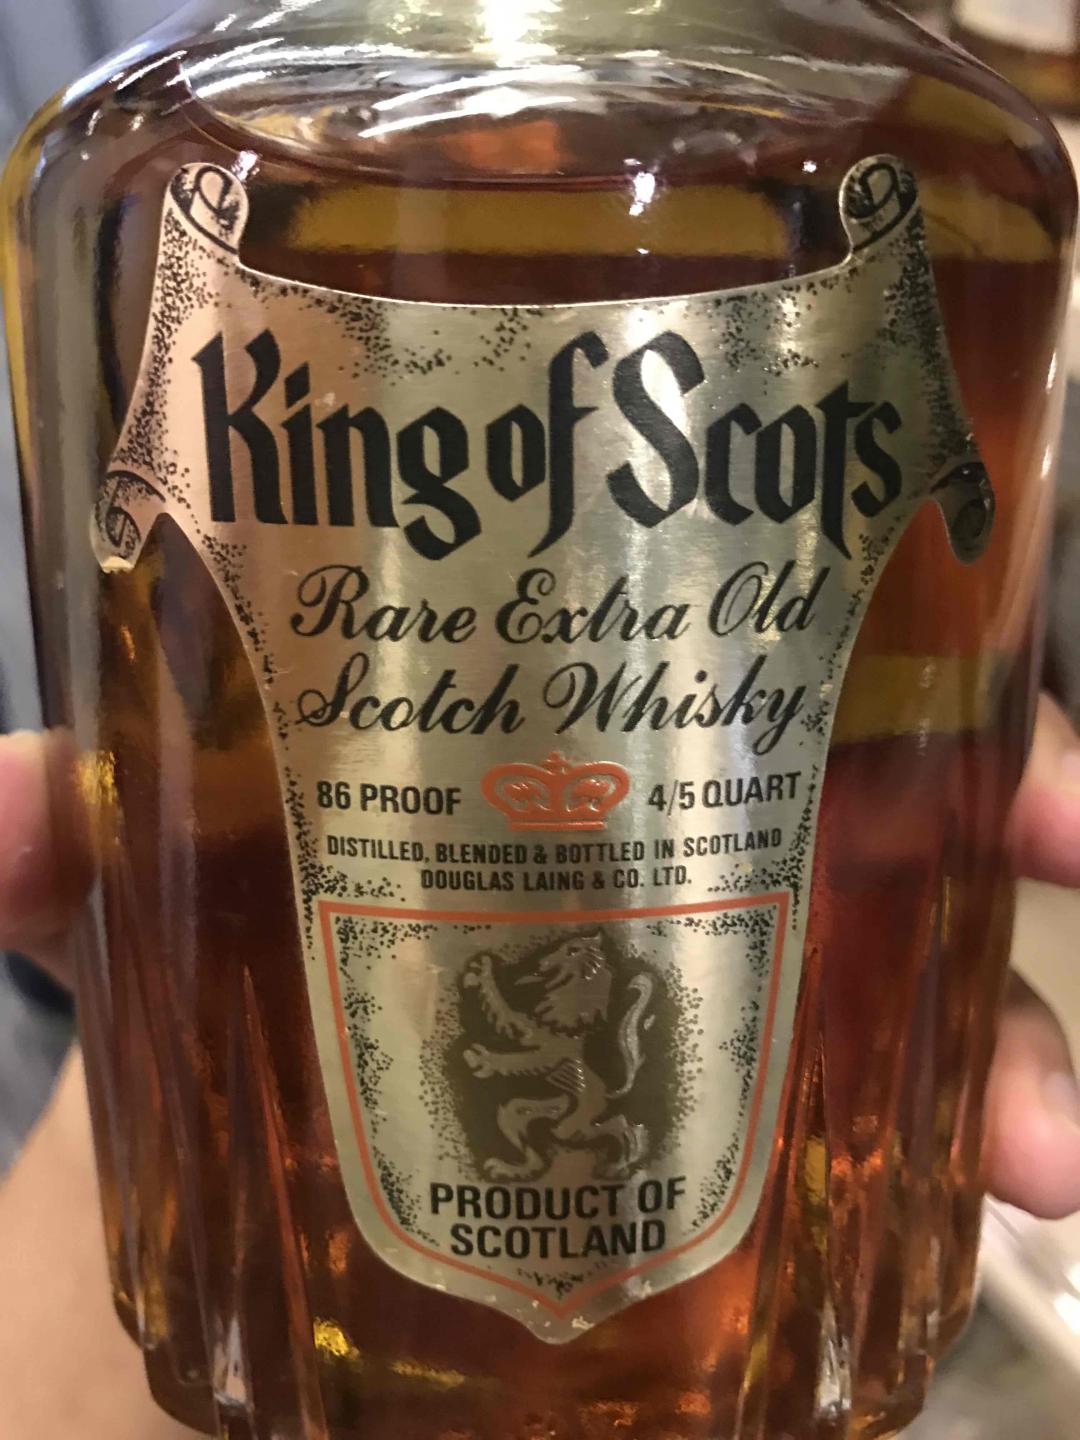 King of Scots
Rare Extra Old
Scotch Whisky
86 PROOF 4/5 QUART
DISTILLED, BLENDED & BOTTLED IN SCOTLAND
DOUGLAS LAING & CO. LTD.
PRODUCT OF
SCOTLAND